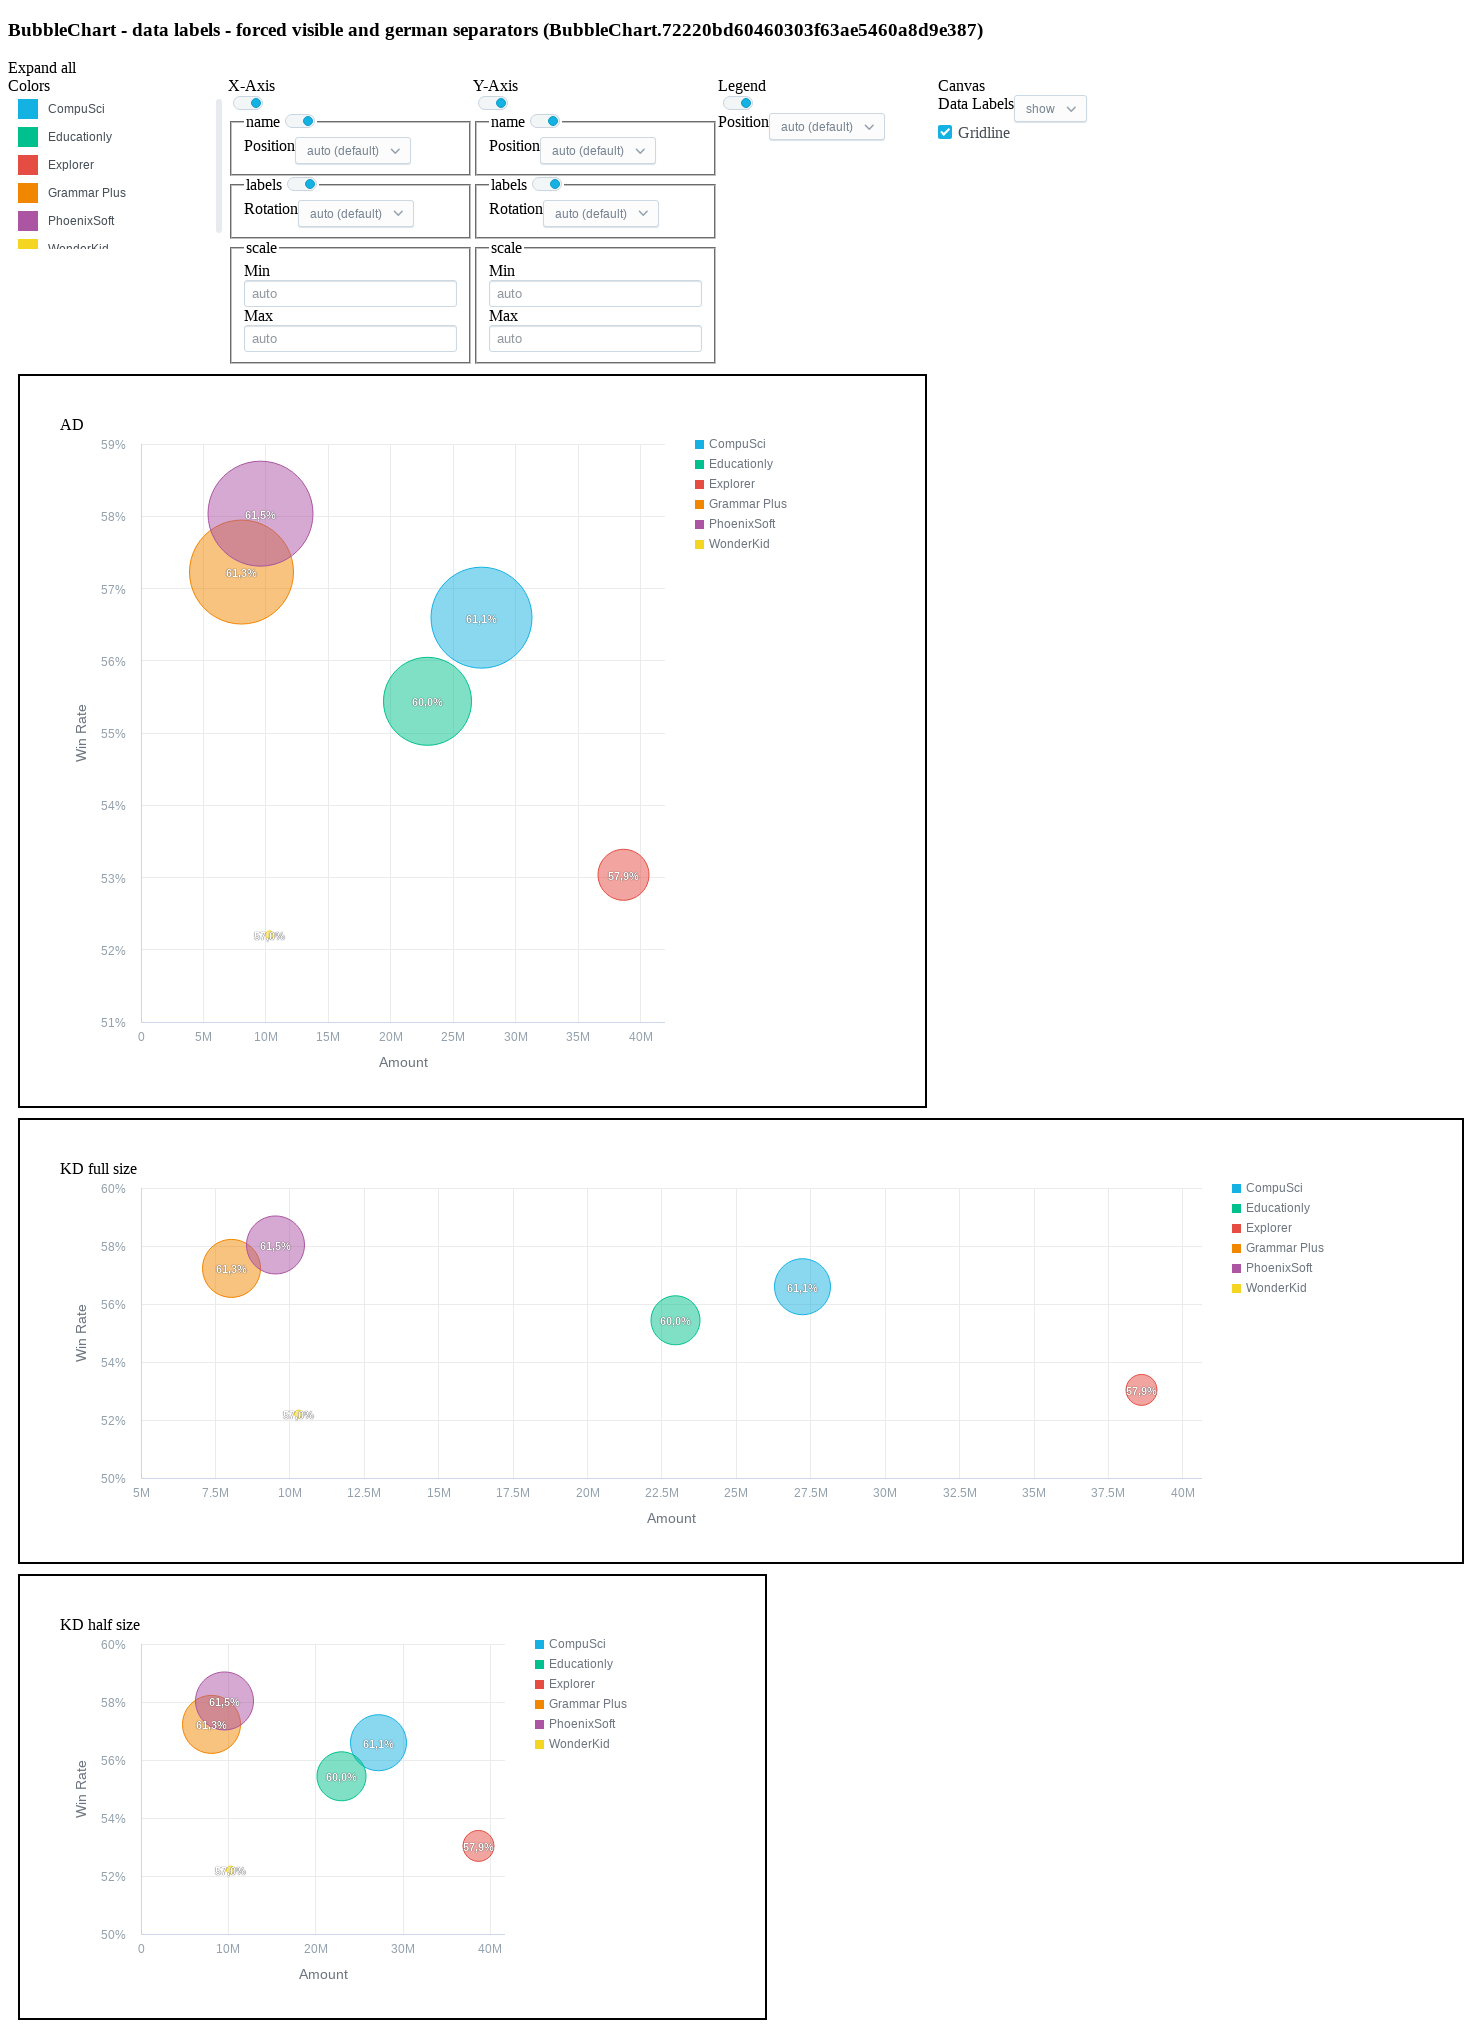 BubbleChart - data labels - forced visible and german separators (BubbleChart.72220bd60460303f63ae5460a8d9e387)
Expand all
Colors
CompuSci
Educationly
Explorer
Grammar Plus
PhoenixSoft
WonderKid
X-Axis
name
Position auto (default)
labels
Rotation auto (default)
scale
Min
auto
Max
auto
Y-Axis
name
Position auto (default)
labels
Rotation auto (default)
scale
Min
auto
Max
auto
Legend
Position auto (default)
Canvas
Data Labels show
Gridline
AD
59%
58%
57%
56%
55%
54%
53%
52%
51%
Win Rate
61,5%
61,3%
61,1%
60,0%
57,9%
0 5M 10M 15M 20M 25M 30M 35M 40M
Amount
CompuSci
Educationly
Explorer
Grammar Plus
PhoenixSoft
WonderKid
KD full size
60%
58%
56%
54%
52%
50%
Win Rate
61,5%
61,3%
61,1%
60,0%
57,9%
5M 7.5M 10M 12.5M 15M 17.5M 20M 22.5M 25M 27.5M 30M 32.5M 35M 37.5M 40M
Amount
CompuSci
Educationly
Explorer
Grammar Plus
PhoenixSoft
WonderKid
KD half size
60%
58%
56%
54%
52%
50%
Win Rate
61,5%
61,3%
61,1%
60,0%
57,9%
0 10M 20M 30M 40M
Amount
CompuSci
Educationly
Explorer
Grammar Plus
PhoenixSoft
WonderKid